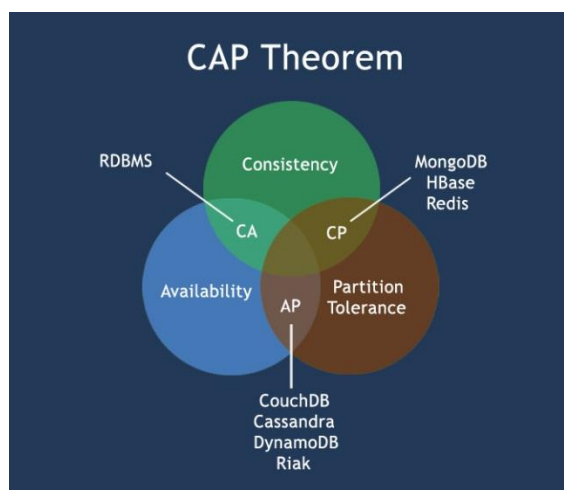 CAP Theorem
RDBMS
Consistency
MongoDB
HBase
Redis
CA
CP
Availability
Partition
Tolerance
AP
CouchDB
Cassandra
DynamoDB
Riak